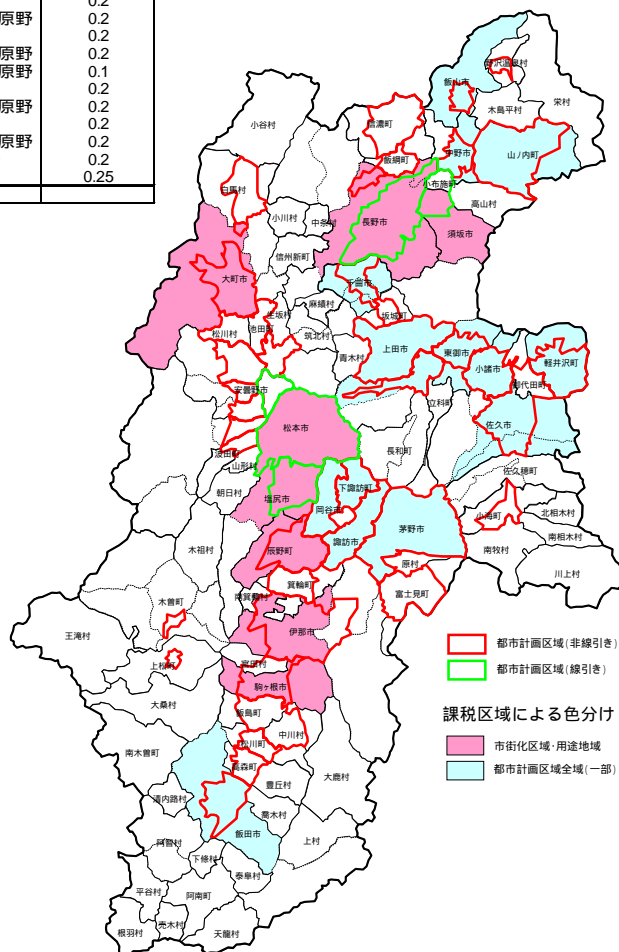 0.2
原野 0.2
0.2
原野 0.2
原野 0.1
0.2
原野 0.2
0.2
原野 0.2
0.2
0.25
野沢温泉村
飯山市
栄村
木島平村
小谷村
信濃町
中野市
山ノ内町
飯綱町
小布施町
高山村
白馬村
小川村
中条村
長野市
須坂市
信州新町
大町市
千曲市
麻績村
生坂村
坂城町
池田町
筑北村
松川村
青木村
上田市
東御市
小諸市
軽井沢町
御代田町
安曇野市
立科町
松本市
佐久市
長和町
波田町
山形村
佐久穂町
朝日村
塩尻市
下諏訪町
岡谷市
小海町
北相木村
茅野市
南相木村
諏訪市
木祖村
辰野町
南牧村
原村
川上村
箕輪町
富士見町
南箕輪村
木曽町
王滝村
伊那市
都市計画区域(非線引き)
上松町
宮田村
都市計画区域(線引き)
駒ヶ根市
大桑村
飯島町
課税区域による色分け
中川村
松川町
市街化区域・用途地域
南木曽町
高森町
都市計画区域全域(一部)
大鹿村
豊丘村
清内路村
喬木村
飯田市
上村
阿智村
下條村
泰阜村
平谷村
阿南町
売木村
根羽村
天龍村